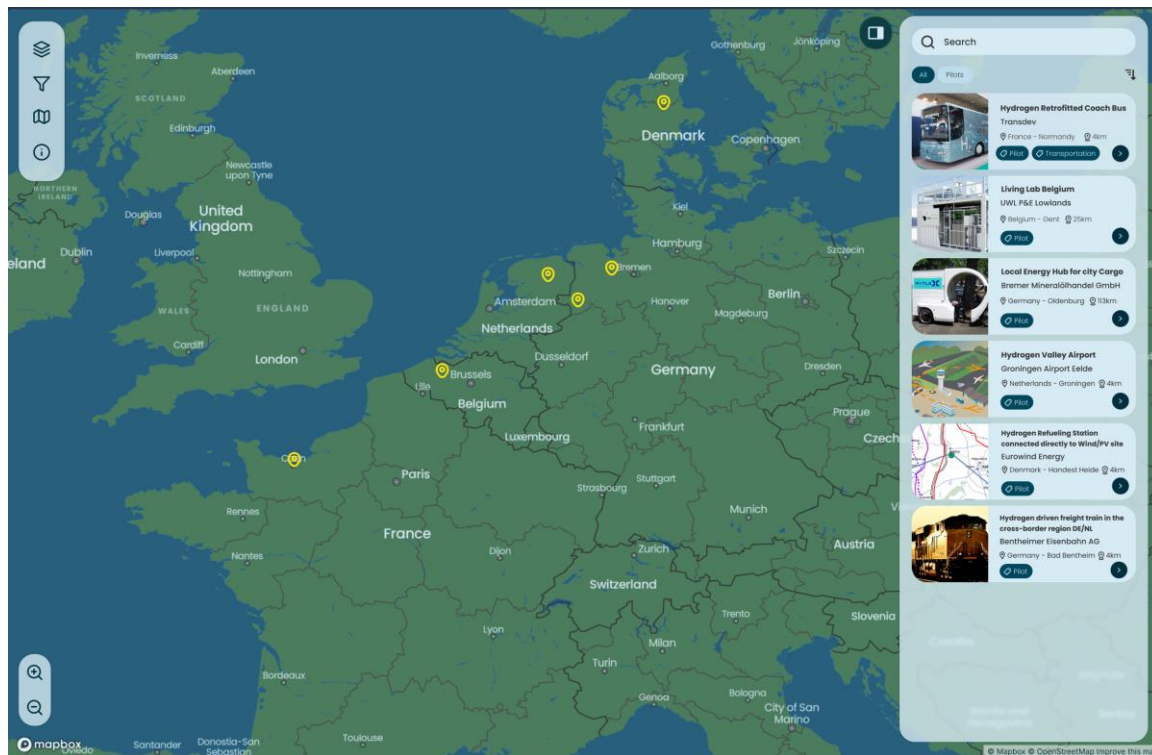 Inverness
Aberdeen
SCOTLAND
Edinburgh
Newcastle
upon Tyne
NORTHERN
IRELAND
Douglas
United
Kingdom
Dublin
eland
Liverpool
Nottingham
WALES
ENGLAND
Cardiff
London
Gothenburg
Jönköping
Aalborg
Denmark
Copenhagen
Kiel
Hamburg
Szczecin
Bremen
Amsterdam
Hanover
Berlin
Netherlands
Magdeburg
Dusseldorf
Brussels
Lille
Germany
Dresden
Belgium
Prague
Luxembourg
Frankfurt
Czech
Paris
Strasbourg
Stuttgart
Rennes
Munich
France
Austria
Nantes
Dijon
Zurich
Switzerland
Slovenia
Lyon
Trento
Milan
Turin
Bordeaux
Genoa
Bologna
City of San
Marino
Toulouse
Santander
Donostia-San
Sebastian
Oviedo
mapbox
Search
All
Pilots
Hydrogen Retrofitted Coach Bus
Transdev
France - Normandy 4km
Pilot Transportation
Living Lab Belgium
UWL P&E Lowlands
Belgium - Gent 25km
Pilot
Local Energy Hub for city Cargo
Bremer Mineralölhandel GmbH
Germany - Oldenburg 113km
Pilot
Hydrogen Valley Airport
Groningen Airport Eelde
Netherlands - Groningen 4km
Pilot
Hydrogen Refueling Station
connected directly to Wind/PV site
Eurowind Energy
Denmark - Handest Heide 4km
Pilot
Hydrogen driven freight train in the
cross-border region DE/NL
Bentheimer Eisenbahn AG
Germany - Bad Bentheim 4km
Pilot
Croatia
© Mapbox © OpenStreetMap Improve this ma